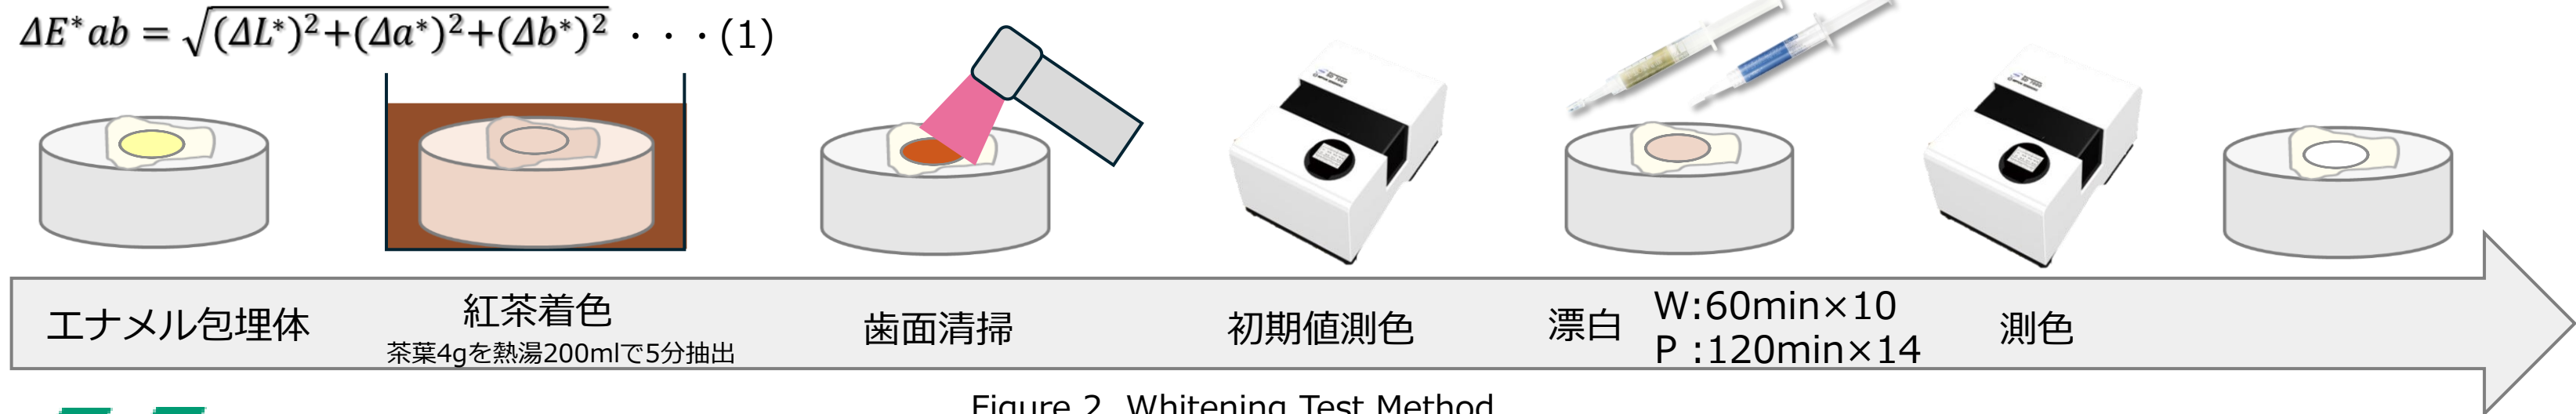 ΔE*ab = √(ΔL*)²+(Δa*)²+(Δb*)² ・・・(1)
エナメル包埋体
紅茶着色
茶葉4gを熱湯200mlで5分抽出
歯面清掃
初期値測色
漂白
W:60min×10
P :120min×14
測色
Figure 2 Whitening Test Method